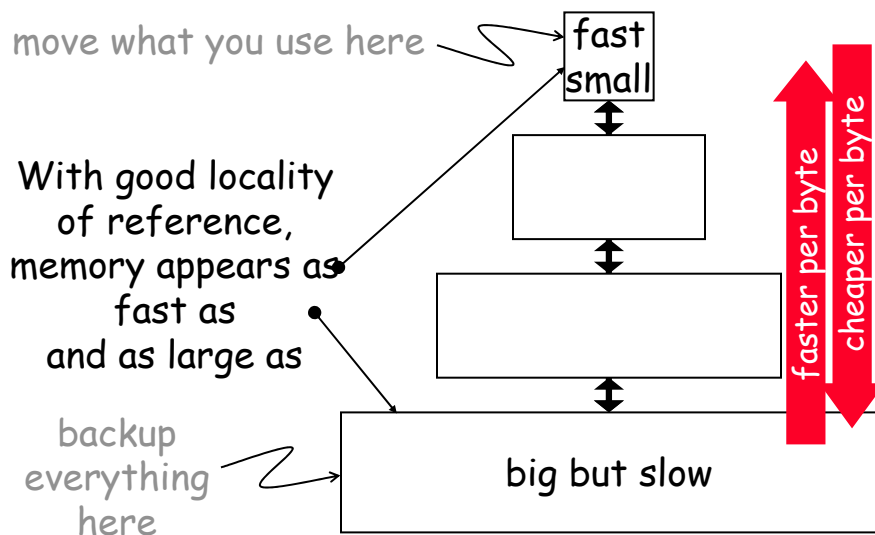 move what you use here
fast
small
With good locality
of reference,
memory appears as
fast as
and as large as
faster per byte
cheaper per byte
backup
everything
here
big but slow